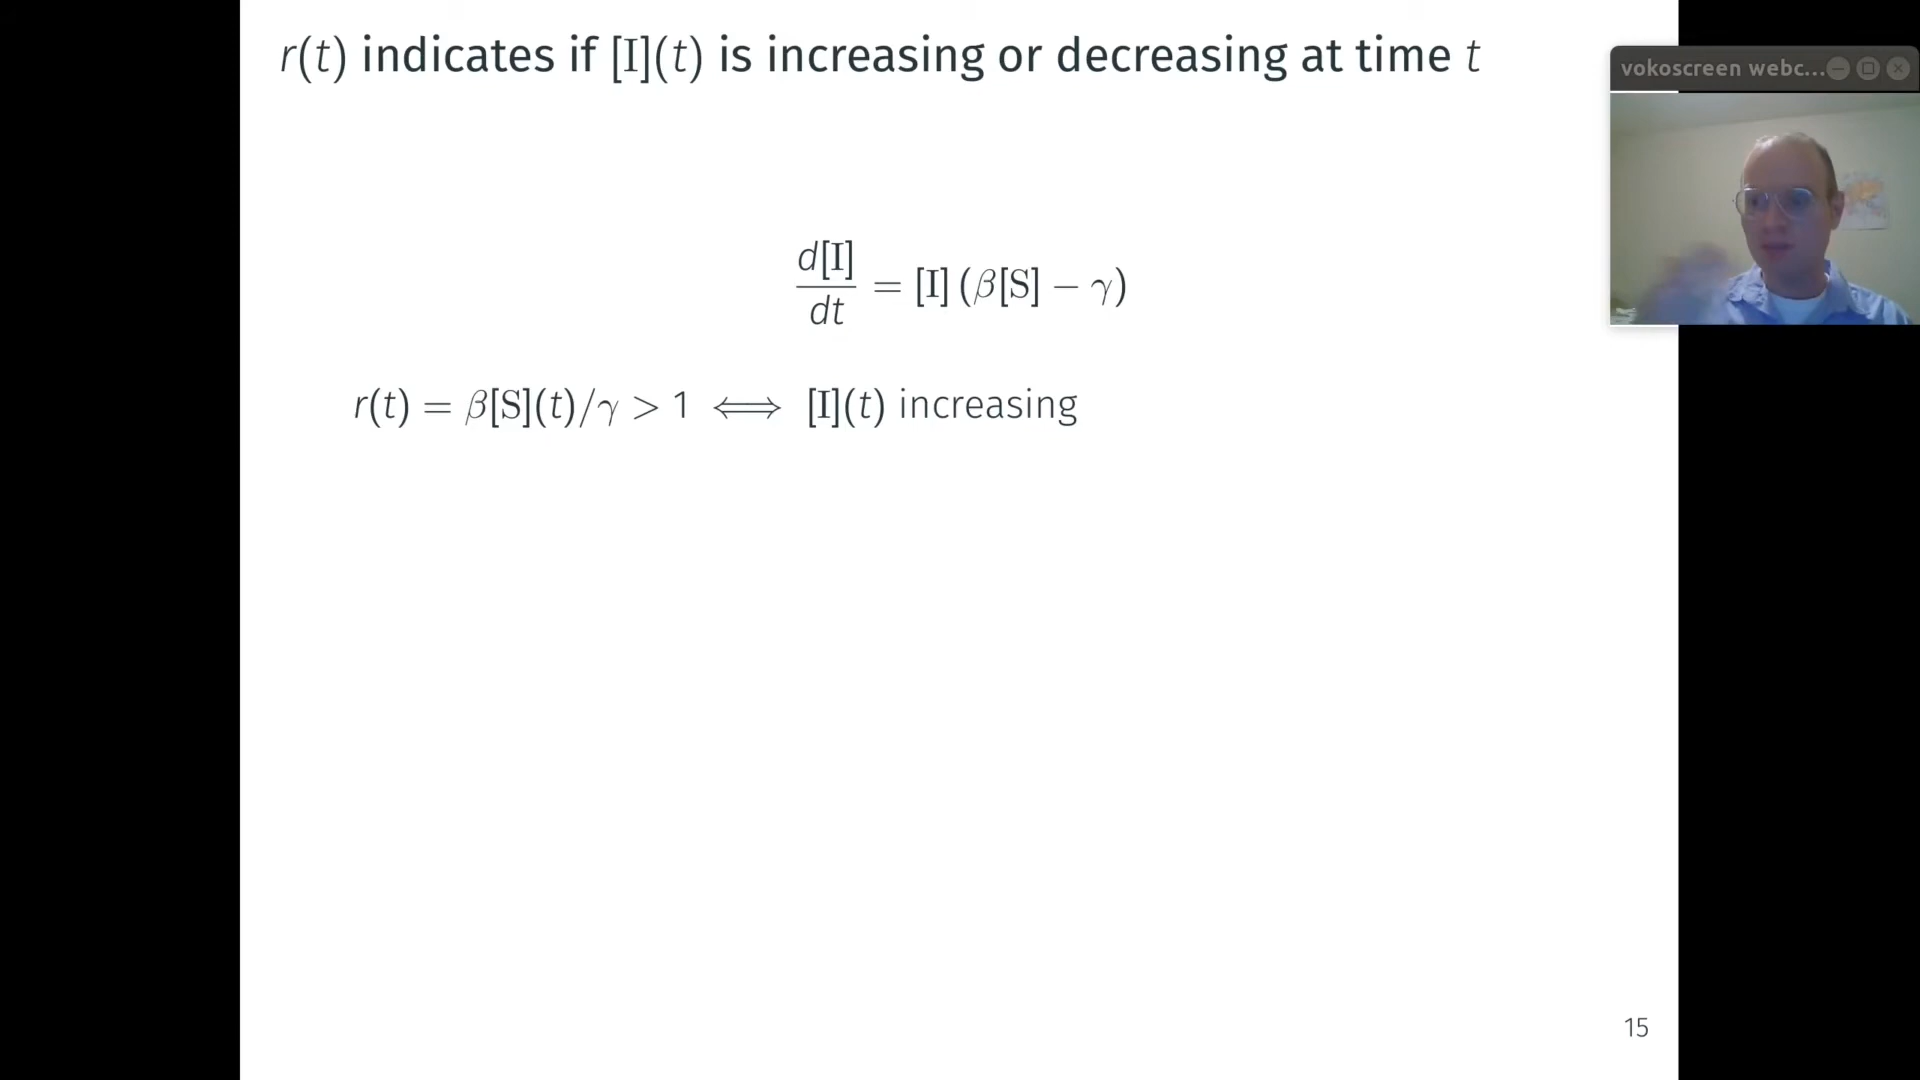 r(t) indicates if [I](t) is increasing or decreasing at time t
vokoscreen webc...
d[I]/dt = [I] (β[S] − γ)
r(t) = β[S](t)/γ > 1 ⟺ [I](t) increasing
15